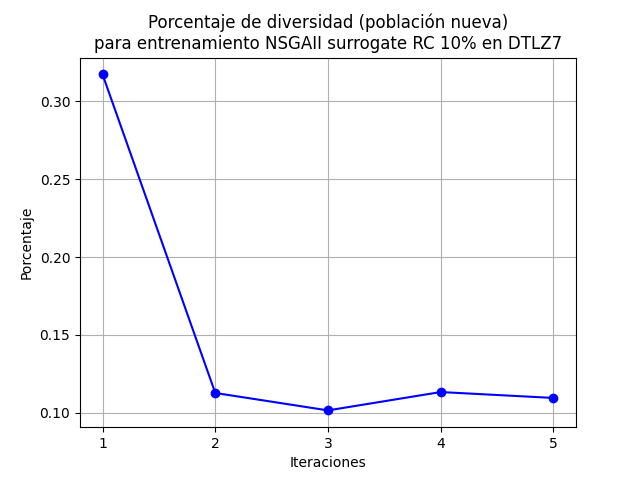 Porcentaje de diversidad (población nueva)
para entrenamiento NSGAII surrogate RC 10% en DTLZ7
0.30
0.25
0.20
0.15
0.10
Porcentaje
1 2 3 4 5
Iteraciones